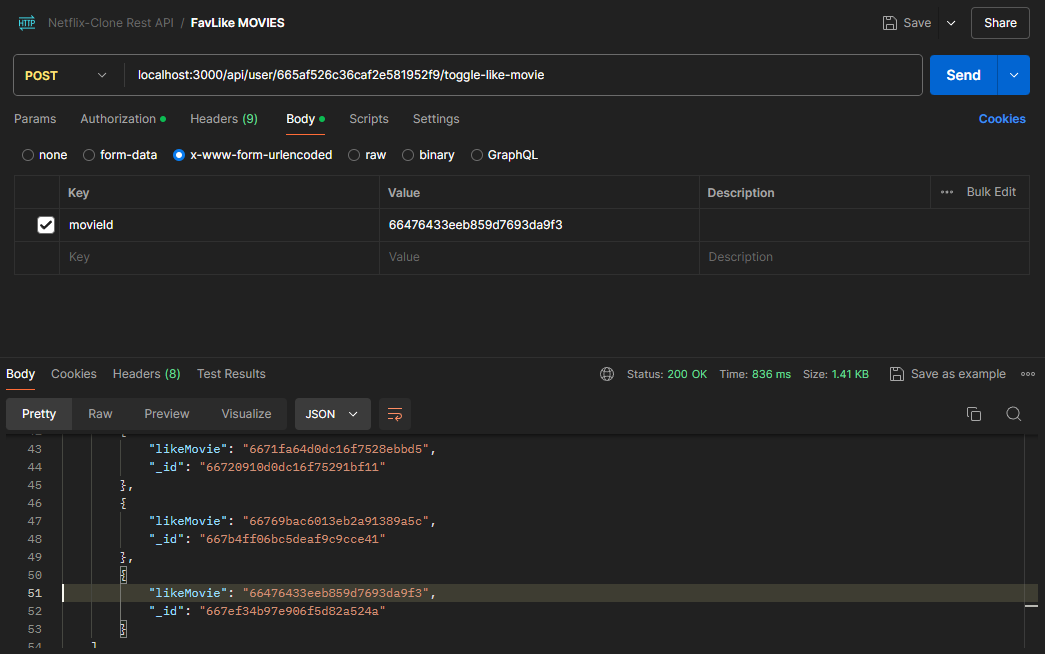 HTTP Netflix-Clone Rest API / FavLike MOVIES Save Share
POST localhost:3000/api/user/665af526c36caf2e581952f9/toggle-like-movie Send
Params Authorization Headers (9) Body Scripts Settings Cookies
none form-data x-www-form-urlencoded raw binary GraphQL
Key Value Description ••• Bulk Edit
movieId 66476433eeb859d7693da9f3
Key Value Description
Body Cookies Headers (8) Test Results Status: 200 OK Time: 836 ms Size: 1.41 KB Save as example
Pretty Raw Preview Visualize JSON
42 {
43 "likeMovie": "6671fa64d0dc16f7528ebbd5",
44 "_id": "66720910d0dc16f75291bf11"
45 },
46 {
47 "likeMovie": "66769bac6013eb2a91389a5c",
48 "_id": "667b4ff06bc5deaf9c9cce41"
49 },
50 {
51 "likeMovie": "66476433eeb859d7693da9f3",
52 "_id": "667ef34b97e906f5d82a524a"
53 }
54 ]